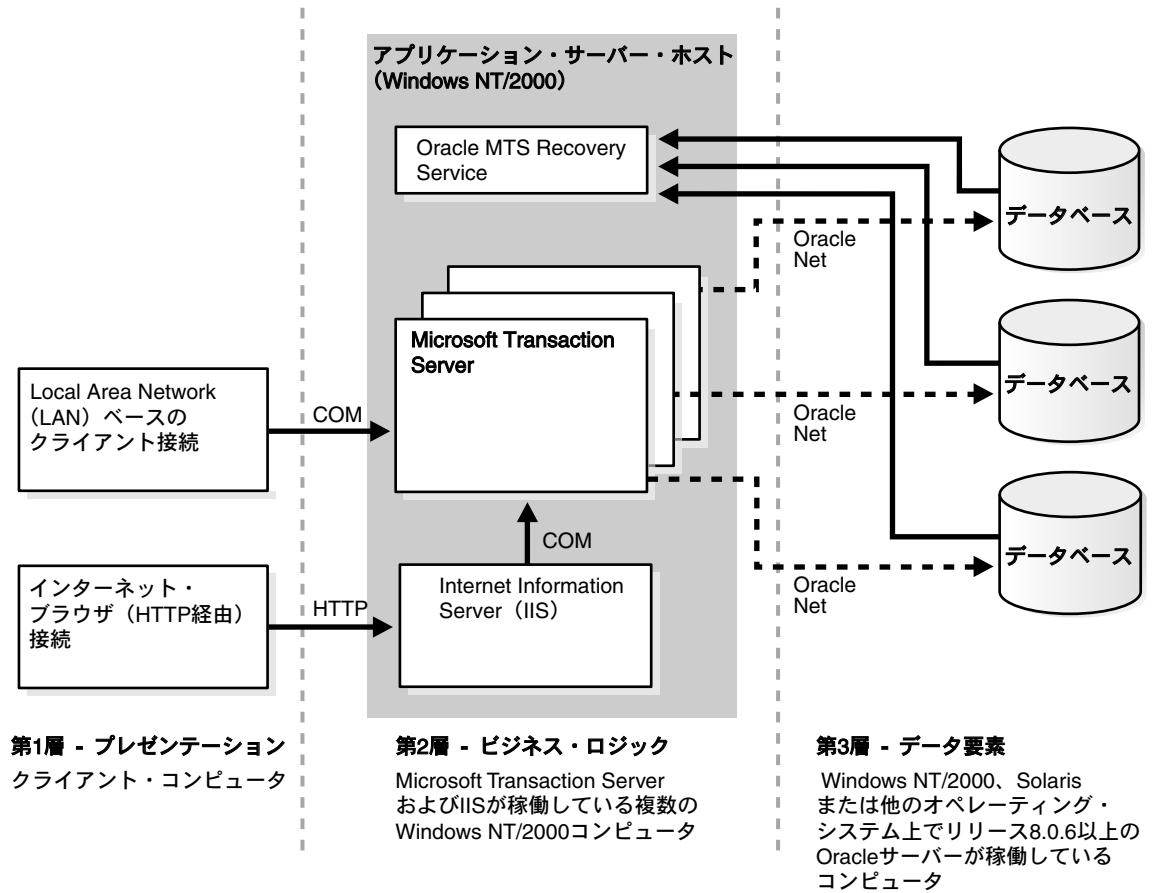 アプリケーション・サーバー・ホスト
（Windows NT/2000）
Oracle MTS Recovery
Service
データベース
Oracle
Net
Microsoft Transaction
Server
データベース
Oracle
Net
Local Area Network
（LAN）ベースの
クライアント接続
COM
COM
データベース
Oracle
Net
インターネット・
ブラウザ（HTTP経由）
接続
HTTP
Internet Information
Server（IIS）
第1層 - プレゼンテーション
クライアント・コンピュータ
第2層 - ビジネス・ロジック
Microsoft Transaction Server
およびIISが稼働している複数の
Windows NT/2000コンピュータ
第3層 - データ要素
Windows NT/2000、Solaris
または他のオペレーティング・
システム上でリリース8.0.6以上の
Oracleサーバーが稼働している
コンピュータ